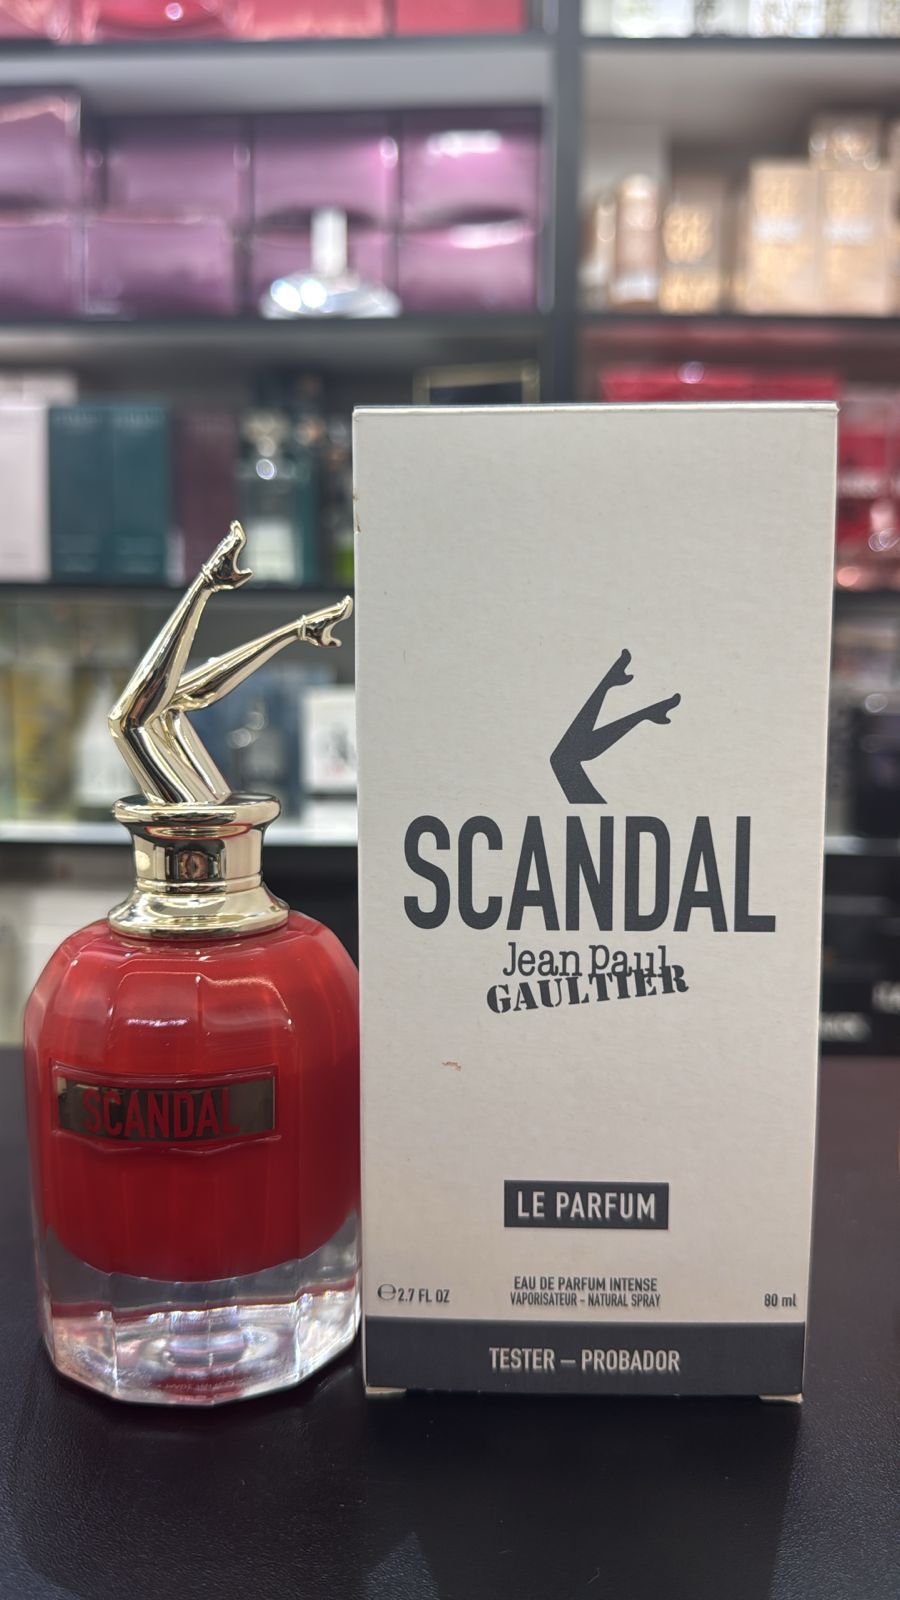 SCANDAL
SCANDAL
Jean Paul
GAULTIER
LE PARFUM
EAU DE PARFUM INTENSE
VAPORISATEUR - NATURAL SPRAY
℮ 2.7 FL OZ
80 ml
TESTER – PROBADOR